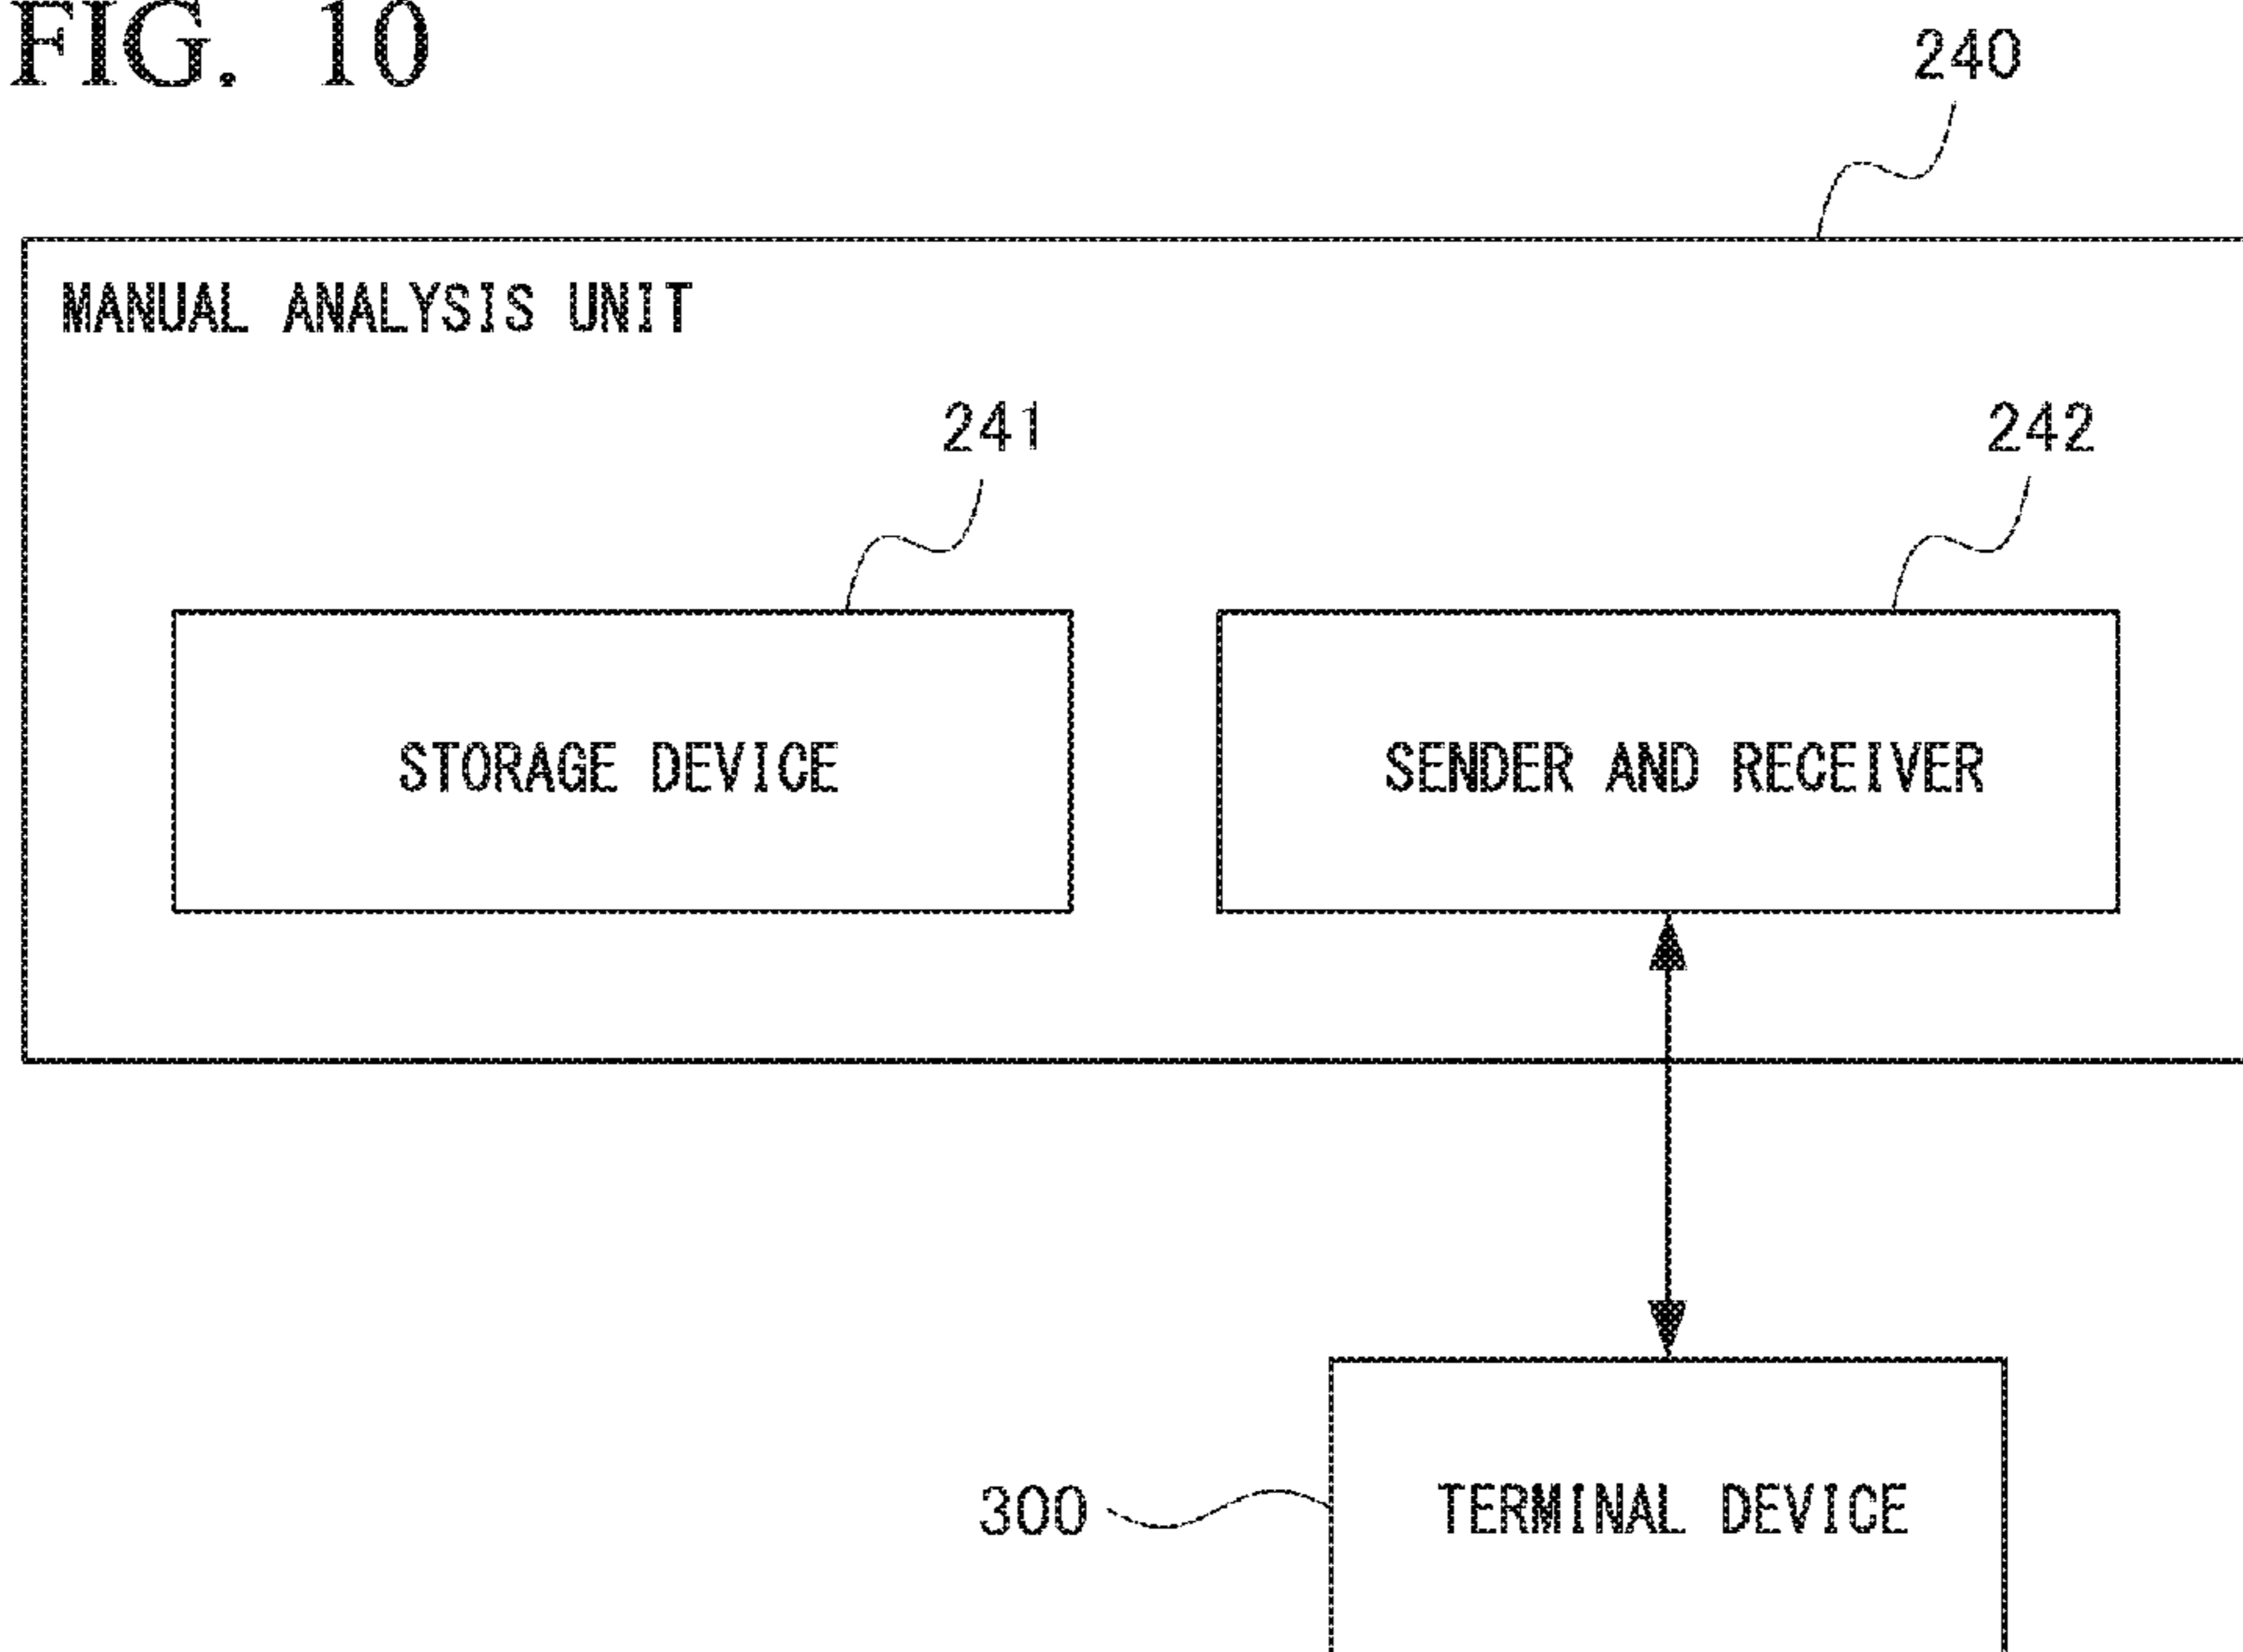 FIG. 10
240
MANUAL ANALYSIS UNIT
241
242
STORAGE DEVICE
SENDER AND RECEIVER
300
TERMINAL DEVICE